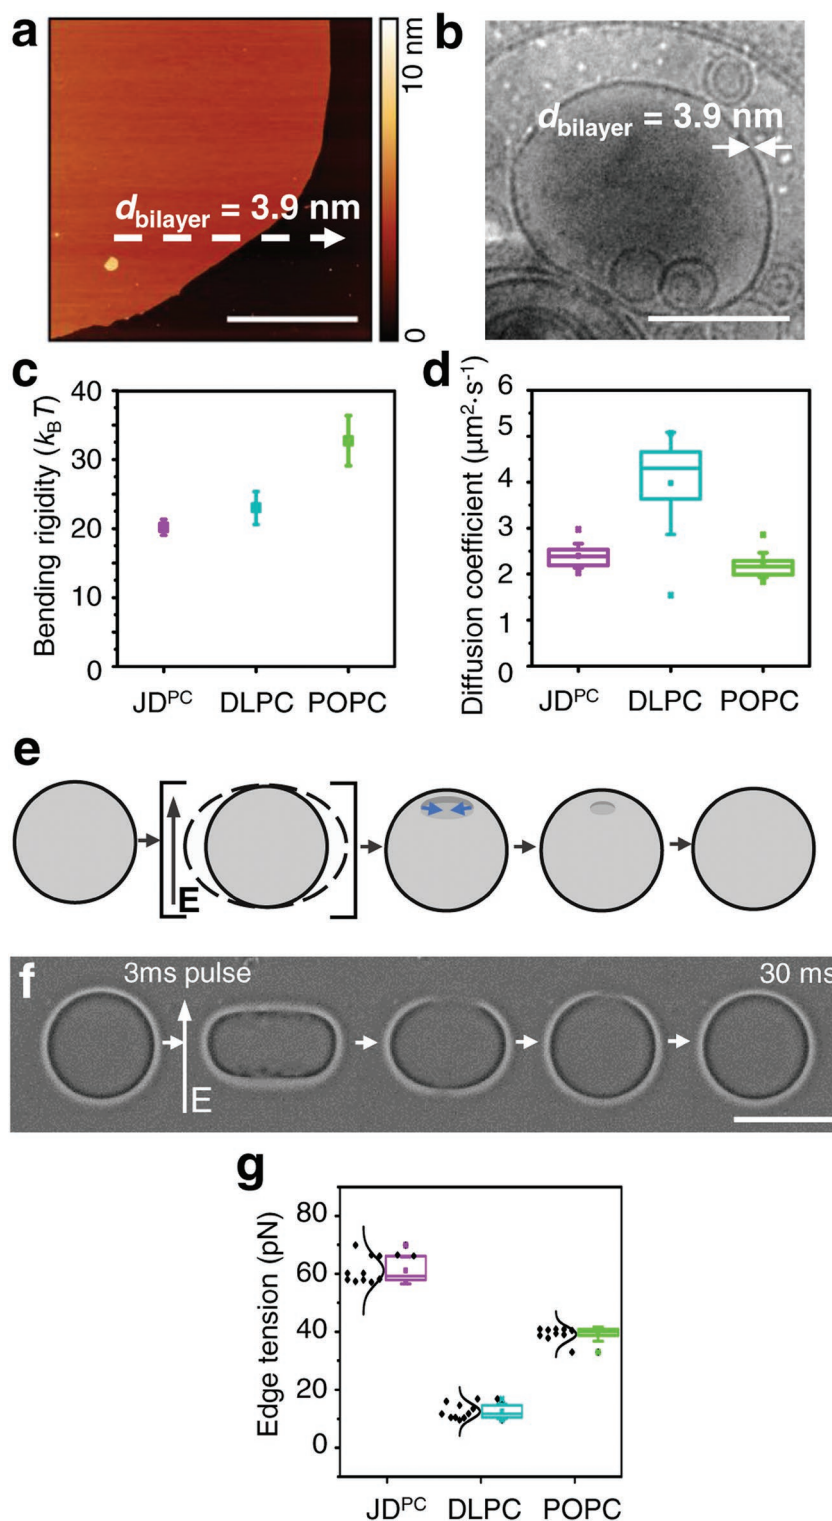 a
10 nm
0
d_bilayer = 3.9 nm
b
d_bilayer = 3.9 nm
c
Bending rigidity (k_BT)
40
30
20
10
0
JD^PC DLPC POPC
d
Diffusion coefficient (µm²·s⁻¹)
6
5
4
3
2
1
0
JD^PC DLPC POPC
e
E
f
3ms pulse
30 ms
E
g
Edge tension (pN)
80
60
40
20
0
JD^PC DLPC POPC